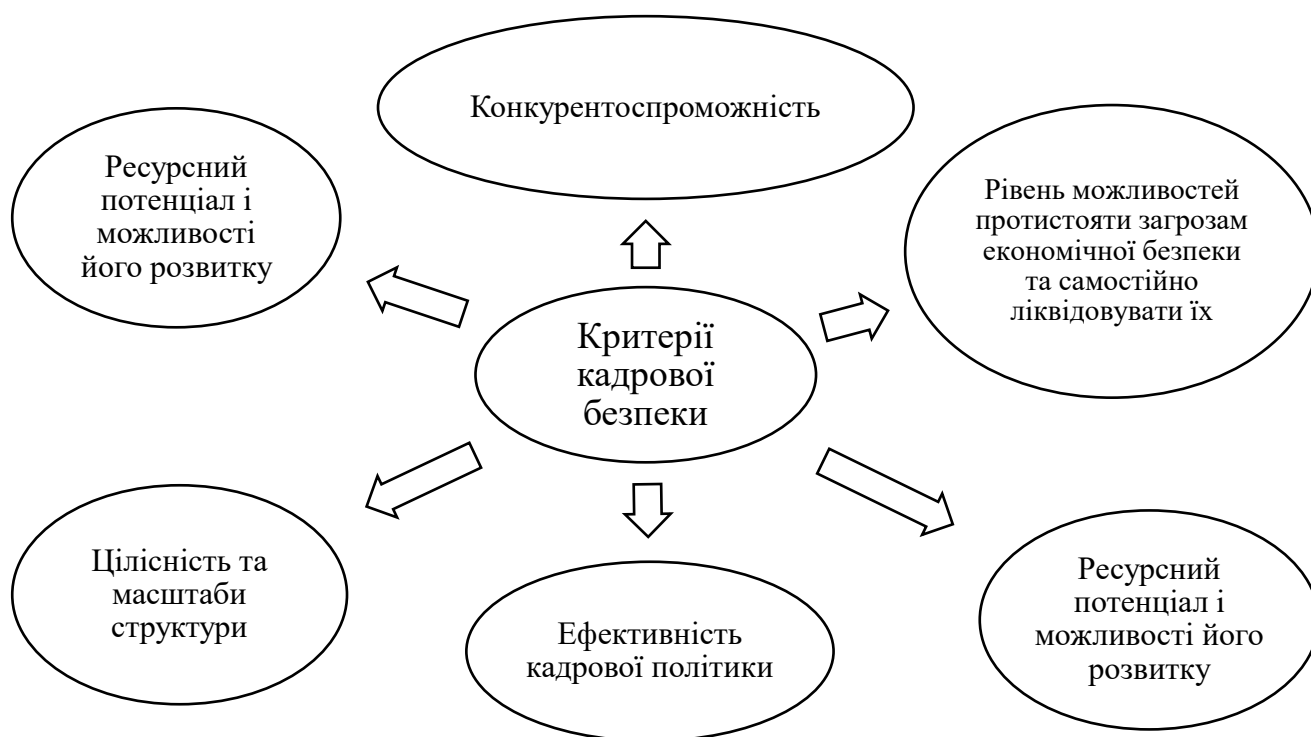 Конкурентоспроможність
Ресурсний
потенціал і
можливості
його розвитку
Рівень можливостей
протистояти загрозам
економічної безпеки
та самостійно
ліквідовувати їх
Критерії
кадрової
безпеки
Цілісність та
масштаби
структури
Ефективність
кадрової політики
Ресурсний
потенціал і
можливості його
розвитку